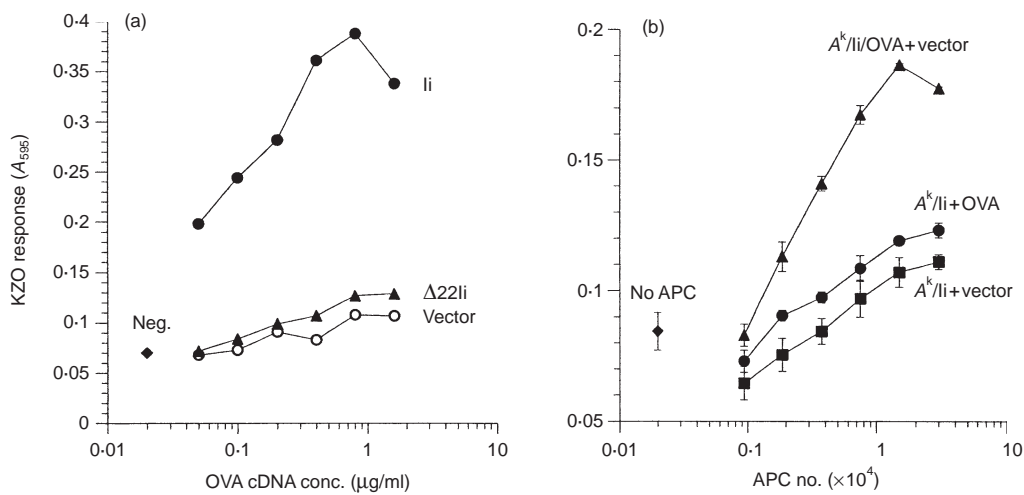 (a)
0·4
0·35
0·3
0·25
0·2
0·15
0·1
0·05
0
KZO response (A595)
Ii
Δ22Ii
Vector
Neg.
0·01
0·1
1
10
OVA cDNA conc. (μg/ml)
(b)
0·2
0·15
0·1
0·05
Ak/Ii/OVA+vector
Ak/Ii+OVA
Ak/Ii+vector
No APC
0·01
0·1
1
10
APC no. (×10⁴)